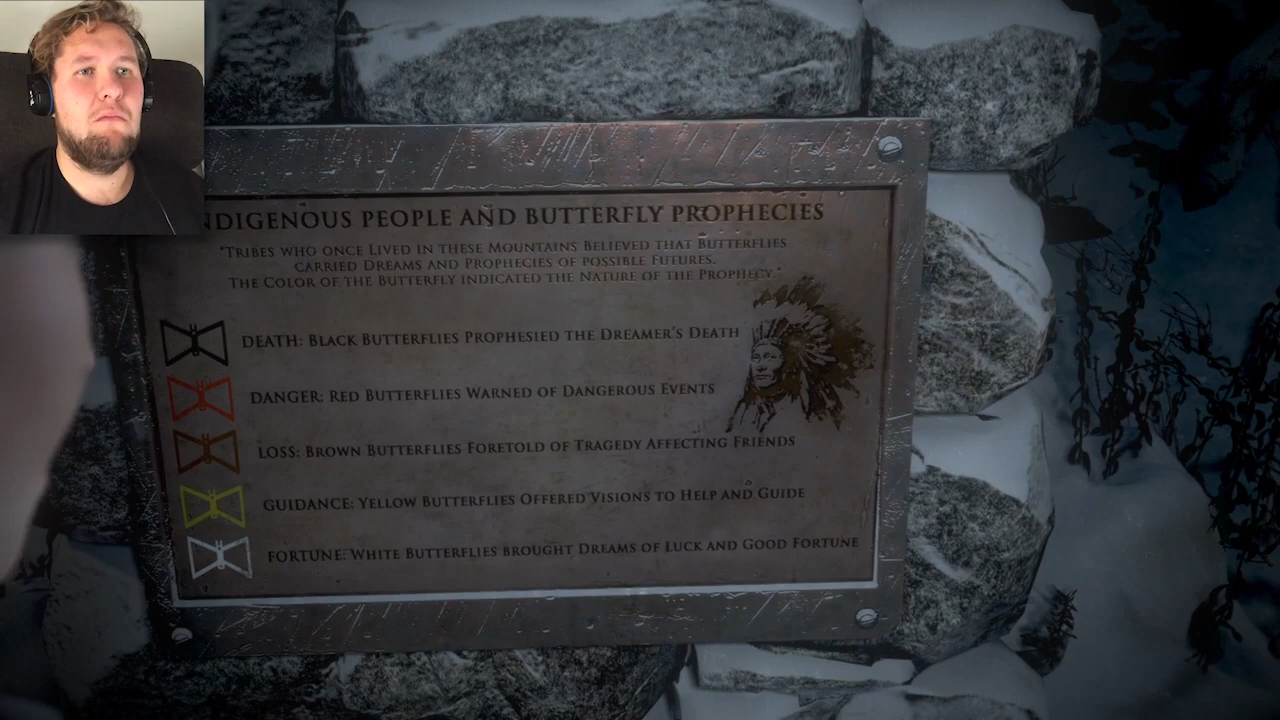 NDIGENOUS PEOPLE AND BUTTERFLY PROPHECIES
"TRIBES WHO ONCE LIVED IN THESE MOUNTAINS BELIEVED THAT BUTTERFLIES
CARRIED DREAMS AND PROPHECIES OF POSSIBLE FUTURES.
THE COLOR OF THE BUTTERFLY INDICATED THE NATURE OF THE PROPHECY."
DEATH: BLACK BUTTERFLIES PROPHESIED THE DREAMER'S DEATH
DANGER: RED BUTTERFLIES WARNED OF DANGEROUS EVENTS
LOSS: BROWN BUTTERFLIES FORETOLD OF TRAGEDY AFFECTING FRIENDS
GUIDANCE: YELLOW BUTTERFLIES OFFERED VISIONS TO HELP AND GUIDE
FORTUNE: WHITE BUTTERFLIES BROUGHT DREAMS OF LUCK AND GOOD FORTUNE